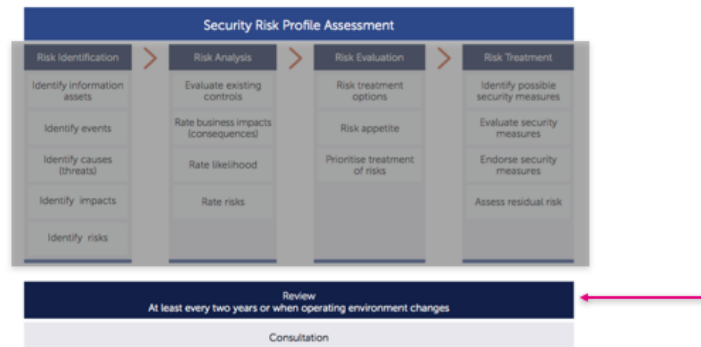 Security Risk Profile Assessment
Risk Identification
Identify information
assets
Identify events
Identify causes
(threats)
Identify impacts
Identify risks
Risk Analysis
Evaluate existing
controls
Rate business impacts
(consequences)
Rate likelihood
Rate risks
Risk Evaluation
Risk treatment
options
Risk appetite
Prioritise treatment
of risks
Risk Treatment
Identify possible
security measures
Evaluate security
measures
Endorse security
measures
Assess residual risk
Review
At least every two years or when operating environment changes
Consultation